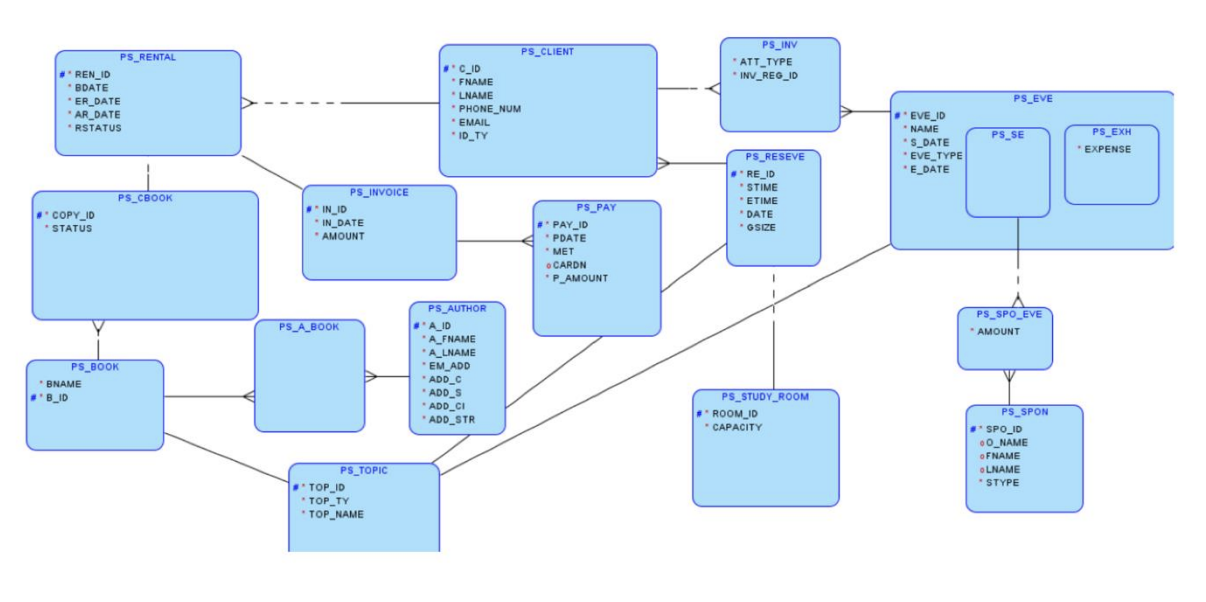 PS_RENTAL
# * REN_ID
* BDATE
* ER_DATE
* AR_DATE
* RSTATUS
PS_CLIENT
# * C_ID
* FNAME
* LNAME
* PHONE_NUM
* EMAIL
* ID_TY
PS_INV
* ATT_TYPE
* INV_REG_ID
PS_EVE
# * EVE_ID
* NAME
* S_DATE
* EVE_TYPE
* E_DATE
PS_SE
PS_EXH
* EXPENSE
PS_CBOOK
# * COPY_ID
* STATUS
PS_INVOICE
# * IN_ID
* IN_DATE
* AMOUNT
PS_PAY
# * PAY_ID
* PDATE
* MET
o CARDN
* P_AMOUNT
PS_RESEVE
# * RE_ID
* STIME
* ETIME
* DATE
* GSIZE
PS_BOOK
* BNAME
# * B_ID
PS_A_BOOK
PS_AUTHOR
# * A_ID
* A_FNAME
* A_LNAME
* EM_ADD
* ADD_C
* ADD_S
* ADD_CI
* ADD_STR
PS_SPO_EVE
* AMOUNT
PS_TOPIC
# * TOP_ID
* TOP_TY
* TOP_NAME
PS_STUDY_ROOM
# * ROOM_ID
* CAPACITY
PS_SPON
# * SPO_ID
o O_NAME
o FNAME
o LNAME
* STYPE